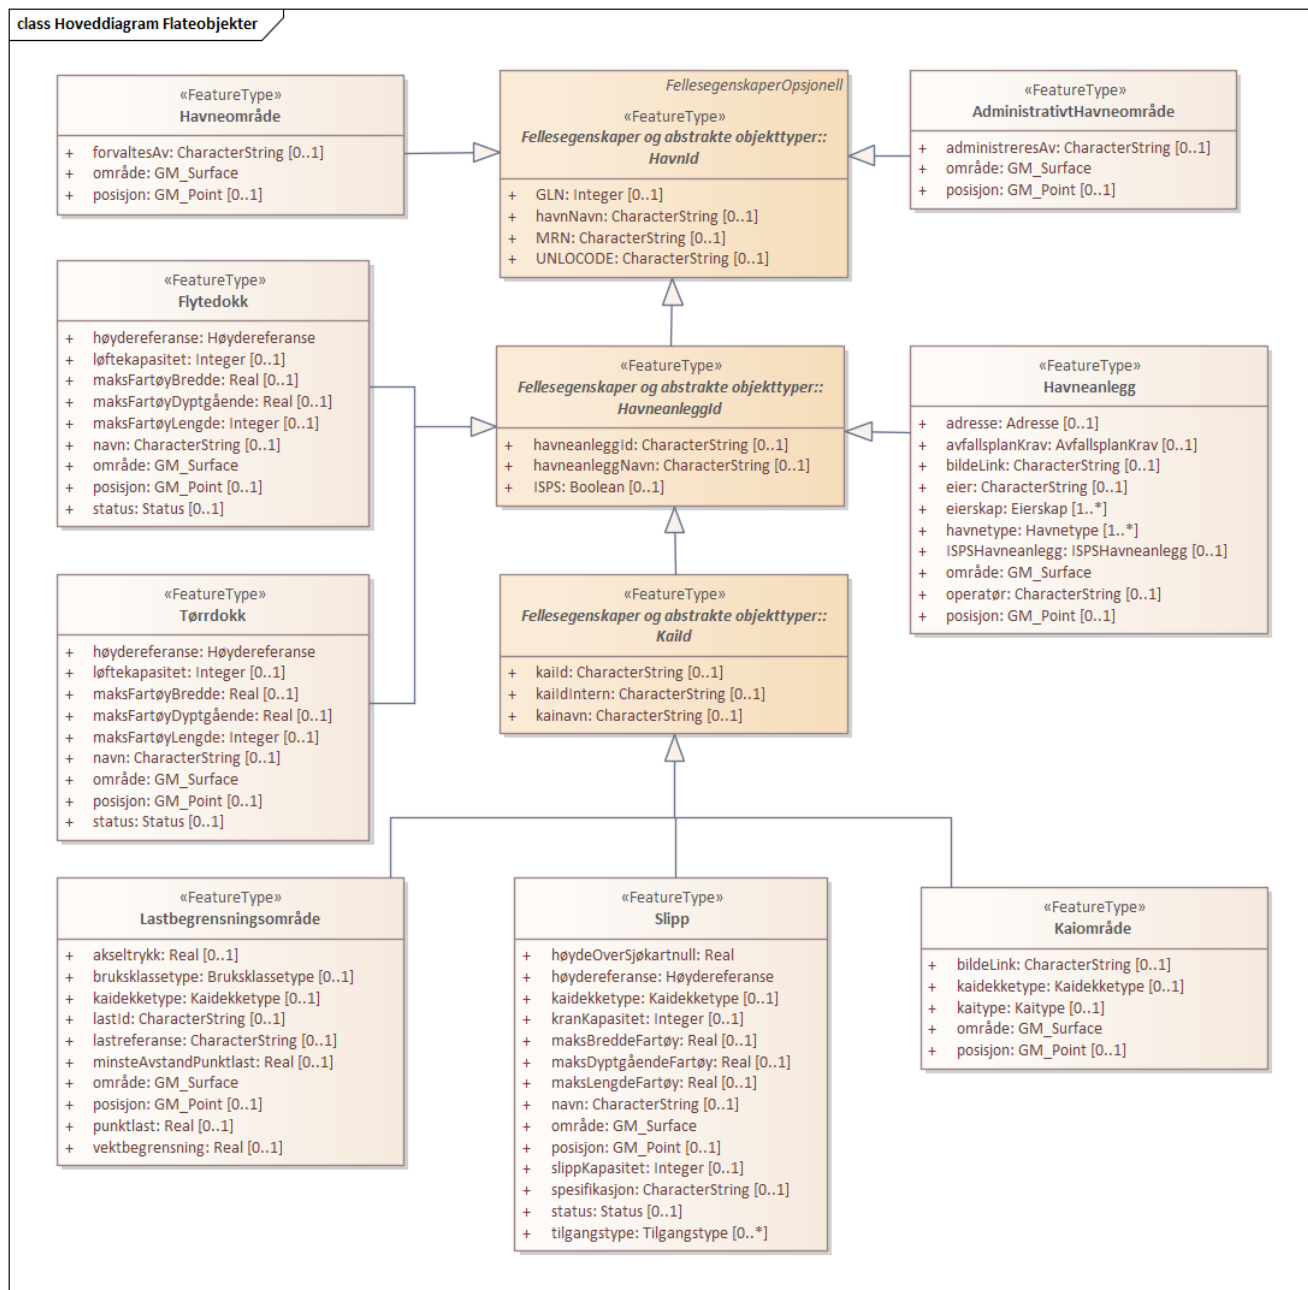 class Hoveddiagram Flateobjekter
«FeatureType»
Havneområde
+ forvaltesAv: CharacterString [0..1]
+ område: GM_Surface
+ posisjon: GM_Point [0..1]
FellesegenskaperOpsjonell
«FeatureType»
Fellesegenskaper og abstrakte objekttyper::
HavnId
+ GLN: Integer [0..1]
+ havnNavn: CharacterString [0..1]
+ MRN: CharacterString [0..1]
+ UNLOCODE: CharacterString [0..1]
«FeatureType»
AdministrativtHavneområde
+ administreresAv: CharacterString [0..1]
+ område: GM_Surface
+ posisjon: GM_Point [0..1]
«FeatureType»
Flytedokk
+ høydereferanse: Høydereferanse
+ løftekapasitet: Integer [0..1]
+ maksFartøyBredde: Real [0..1]
+ maksFartøyDyptgående: Real [0..1]
+ maksFartøyLengde: Integer [0..1]
+ navn: CharacterString [0..1]
+ område: GM_Surface
+ posisjon: GM_Point [0..1]
+ status: Status [0..1]
«FeatureType»
Fellesegenskaper og abstrakte objekttyper::
HavneanleggId
+ havneanleggId: CharacterString [0..1]
+ havneanleggNavn: CharacterString [0..1]
+ ISPS: Boolean [0..1]
«FeatureType»
Havneanlegg
+ adresse: Adresse [0..1]
+ avfallsplanKrav: AvfallsplanKrav [0..1]
+ bildeLink: CharacterString [0..1]
+ eier: CharacterString [0..1]
+ eierskap: Eierskap [1..*]
+ havnetype: Havnetype [1..*]
+ ISPSHavneanlegg: ISPSHavneanlegg [0..1]
+ område: GM_Surface
+ operatør: CharacterString [0..1]
+ posisjon: GM_Point [0..1]
«FeatureType»
Tørrdokk
+ høydereferanse: Høydereferanse
+ løftekapasitet: Integer [0..1]
+ maksFartøyBredde: Real [0..1]
+ maksFartøyDyptgående: Real [0..1]
+ maksFartøyLengde: Integer [0..1]
+ navn: CharacterString [0..1]
+ område: GM_Surface
+ posisjon: GM_Point [0..1]
+ status: Status [0..1]
«FeatureType»
Fellesegenskaper og abstrakte objekttyper::
KaiId
+ kaiId: CharacterString [0..1]
+ kaiIdIntern: CharacterString [0..1]
+ kainavn: CharacterString [0..1]
«FeatureType»
Lastbegrensningsområde
+ akseltrykk: Real [0..1]
+ bruksklassetype: Bruksklassetype [0..1]
+ kaidekketype: Kaidekketype [0..1]
+ lastId: CharacterString [0..1]
+ lastreferanse: CharacterString [0..1]
+ minsteAvstandPunktlast: Real [0..1]
+ område: GM_Surface
+ posisjon: GM_Point [0..1]
+ punktlast: Real [0..1]
+ vektbegrensning: Real [0..1]
«FeatureType»
Slipp
+ høydeOverSjøkartnull: Real
+ høydereferanse: Høydereferanse
+ kaidekketype: Kaidekketype [0..1]
+ kranKapasitet: Integer [0..1]
+ maksBreddeFartøy: Real [0..1]
+ maksDyptgåendeFartøy: Real [0..1]
+ maksLengdeFartøy: Real [0..1]
+ navn: CharacterString [0..1]
+ område: GM_Surface
+ posisjon: GM_Point [0..1]
+ slippKapasitet: Integer [0..1]
+ spesifikasjon: CharacterString [0..1]
+ status: Status [0..1]
+ tilgangstype: Tilgangstype [0..*]
«FeatureType»
Kaiområde
+ bildeLink: CharacterString [0..1]
+ kaidekketype: Kaidekketype [0..1]
+ kaitype: Kaitype [0..1]
+ område: GM_Surface
+ posisjon: GM_Point [0..1]